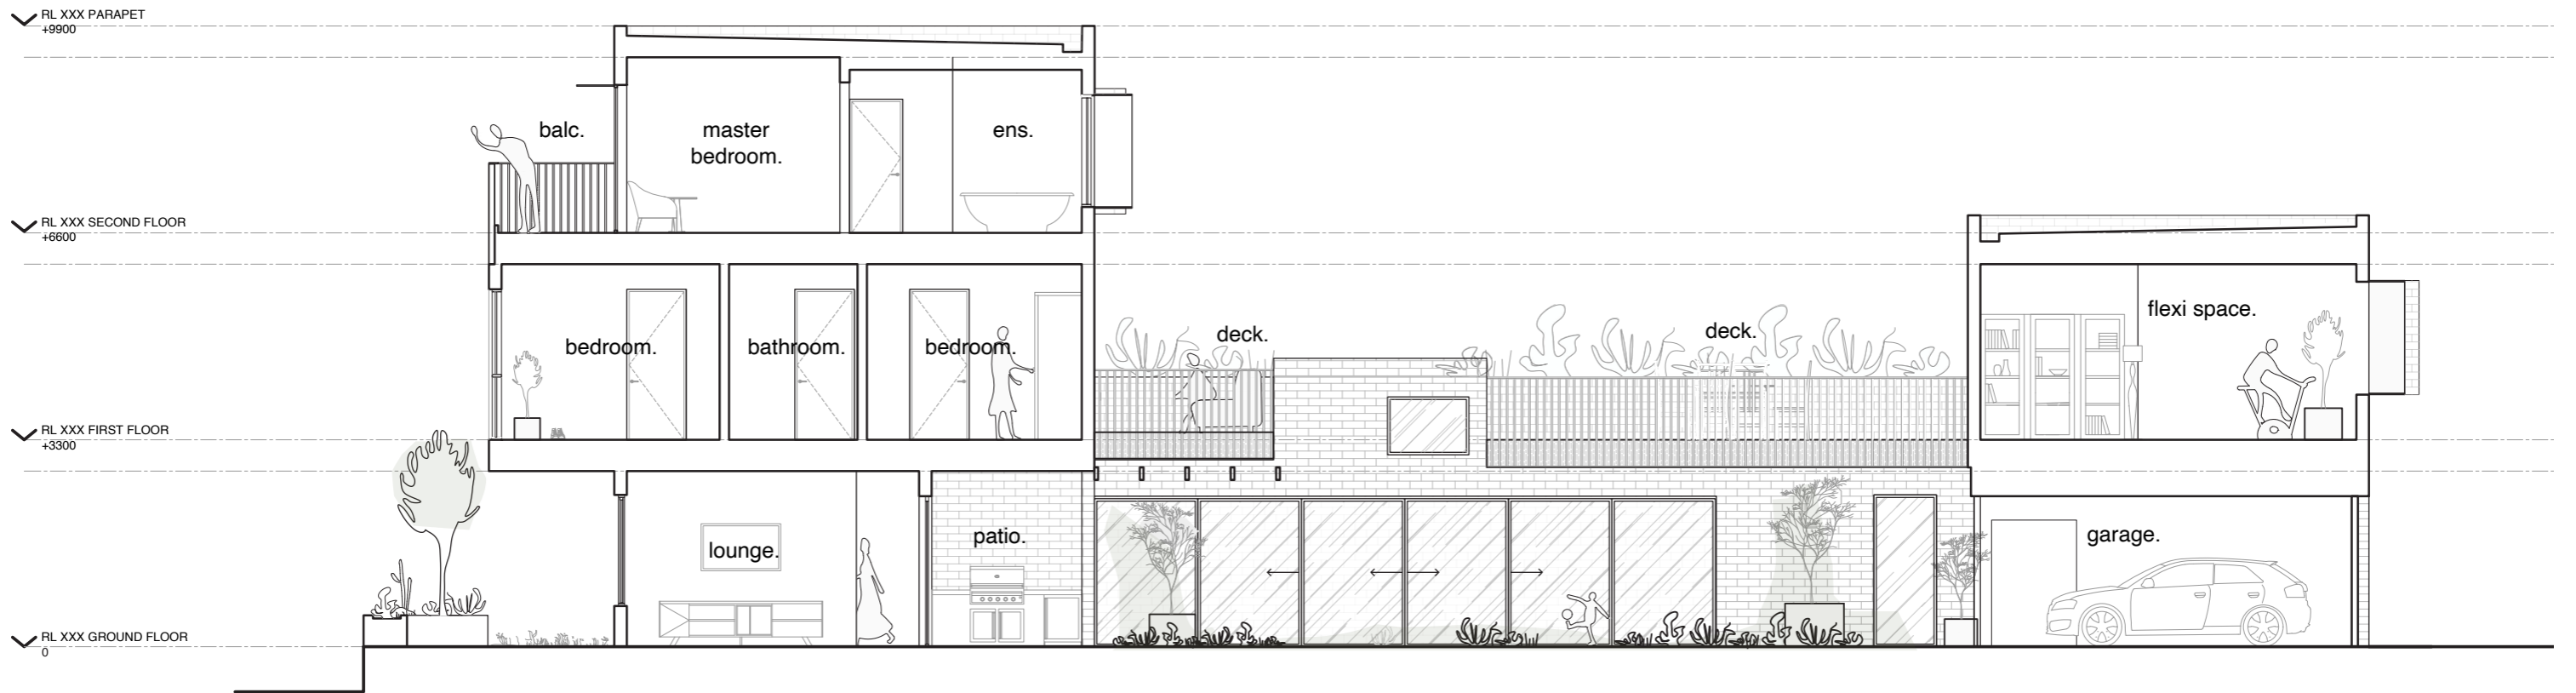 RL XXX PARAPET
+9900
balc.
master
bedroom.
ens.
RL XXX SECOND FLOOR
+6600
flexi space.
deck.
deck.
bedroom.
bathroom.
bedroom.
RL XXX FIRST FLOOR
+3300
lounge.
patio.
garage.
RL XXX GROUND FLOOR
0